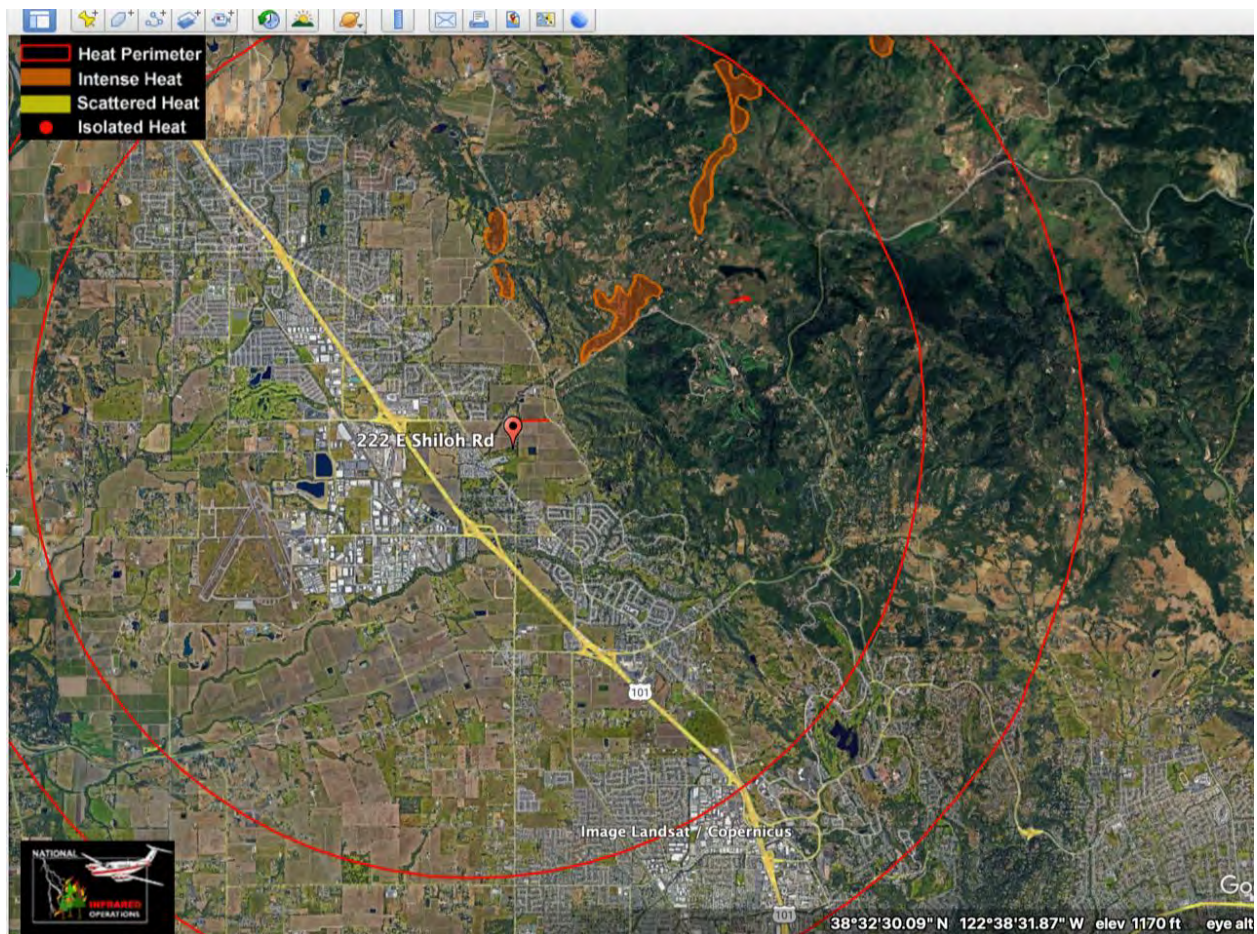 Heat Perimeter
Intense Heat
Scattered Heat
Isolated Heat
222 E Shiloh Rd
101
Image Landsat / Copernicus
NATIONAL
INFRARED
OPERATIONS
Go
101
38°32'30.09" N 122°38'31.87" W elev 1170 ft eye alt